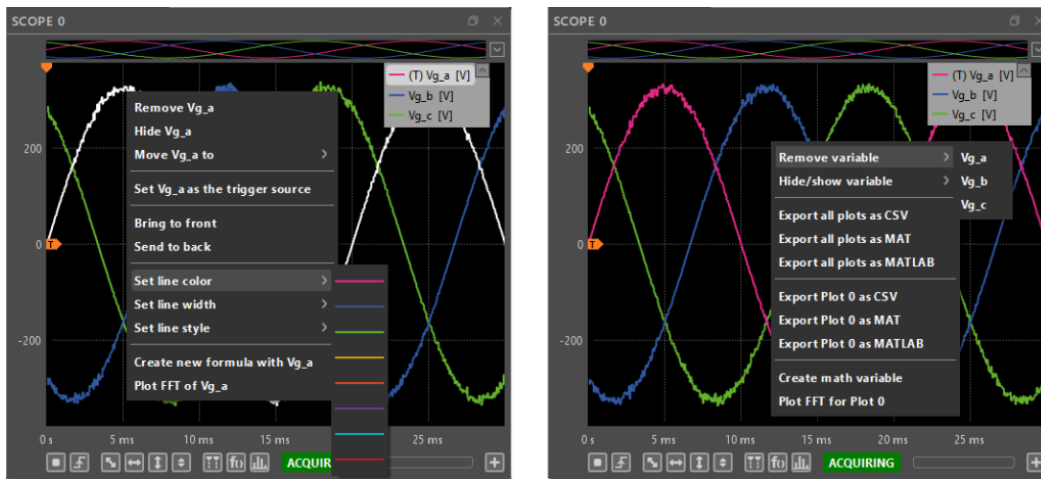 SCOPE 0
(T) Vg_a [V]
Vg_b [V]
Vg_c [V]
200
0
-200
T
Remove Vg_a
Hide Vg_a
Move Vg_a to
Set Vg_a as the trigger source
Bring to front
Send to back
Set line color
Set line width
Set line style
Create new formula with Vg_a
Plot FFT of Vg_a
0 s
5 ms
10 ms
15 ms
25 ms
f()
ACQUIR
SCOPE 0
(T) Vg_a [V]
Vg_b [V]
Vg_c [V]
200
0
-200
T
Remove variable
Vg_a
Hide/show variable
Vg_b
Vg_c
Export all plots as CSV
Export all plots as MAT
Export all plots as MATLAB
Export Plot 0 as CSV
Export Plot 0 as MAT
Export Plot 0 as MATLAB
Create math variable
Plot FFT for Plot 0
0 s
5 ms
10 ms
15 ms
20 ms
25 ms
f()
ACQUIRING